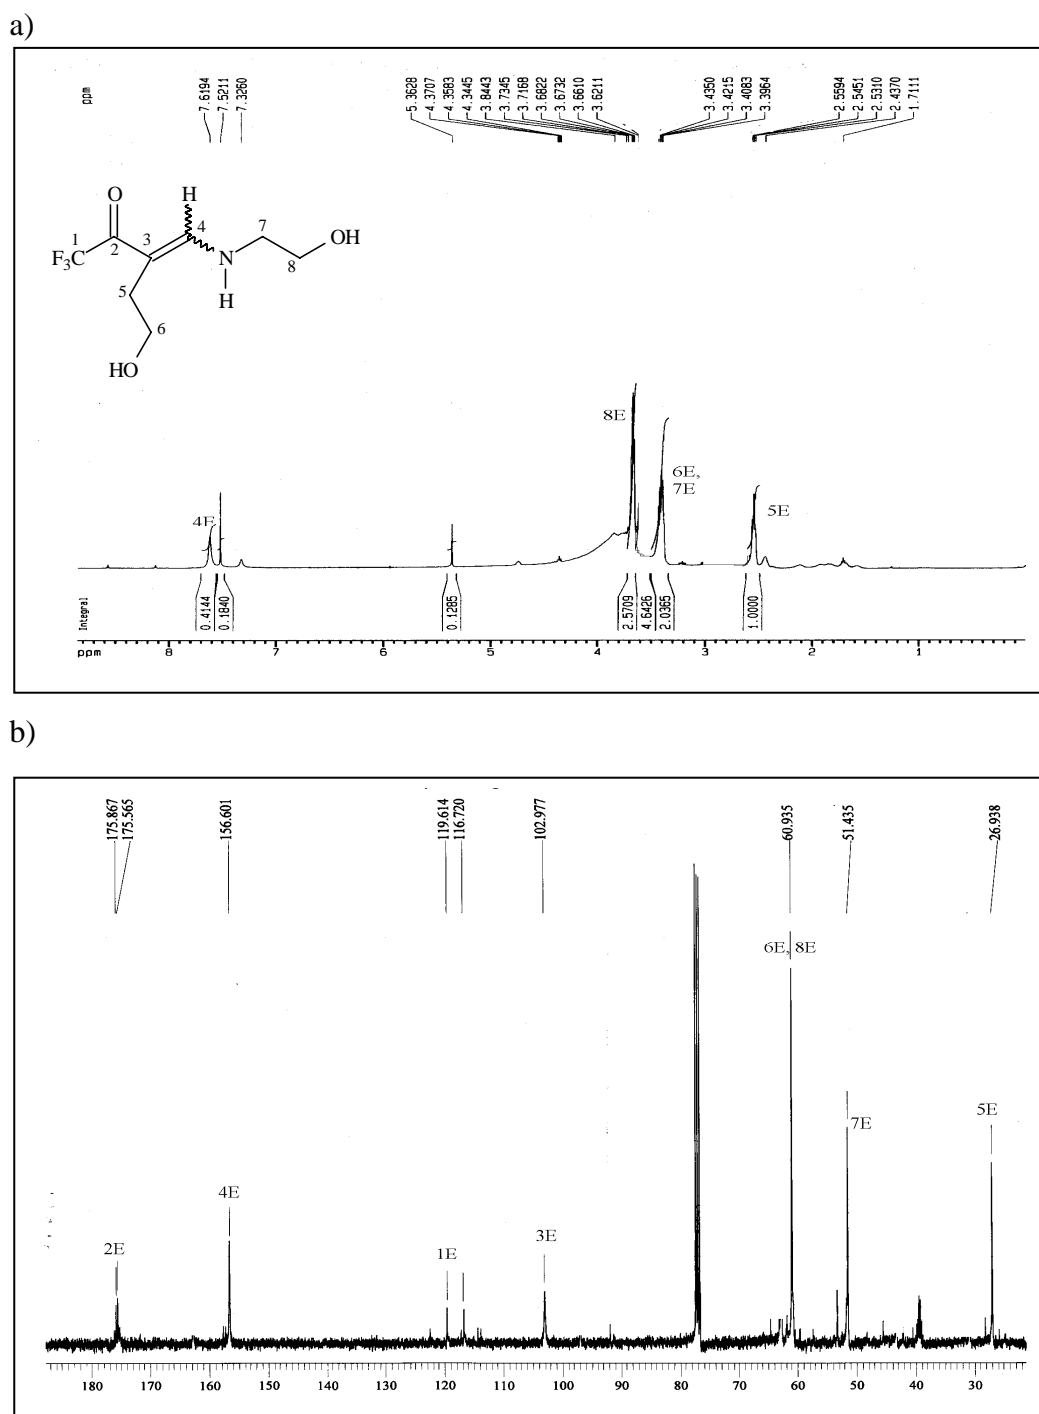 a)
ppm
7.6194
7.5211
7.3260
5.3628
4.3707
4.3583
4.3445
3.8443
3.7345
3.7168
3.6822
3.6732
3.6610
3.6211
3.4350
3.4215
3.4083
3.3964
2.5594
2.5451
2.5310
2.4370
1.7111
O
H
1
F3C
2
3
4
N
H
7
8
OH
5
6
HO
8E
6E,
7E
5E
4E
Integral
0.4144
0.1840
0.1285
2.5709
4.6426
2.0365
1.0000
ppm 8 7 6 5 4 3 2 1
b)
175.867
175.565
156.601
119.614
116.720
102.977
60.935
51.435
26.938
6E, 8E
7E
5E
4E
2E
1E
3E
180 170 160 150 140 130 120 110 100 90 80 70 60 50 40 30